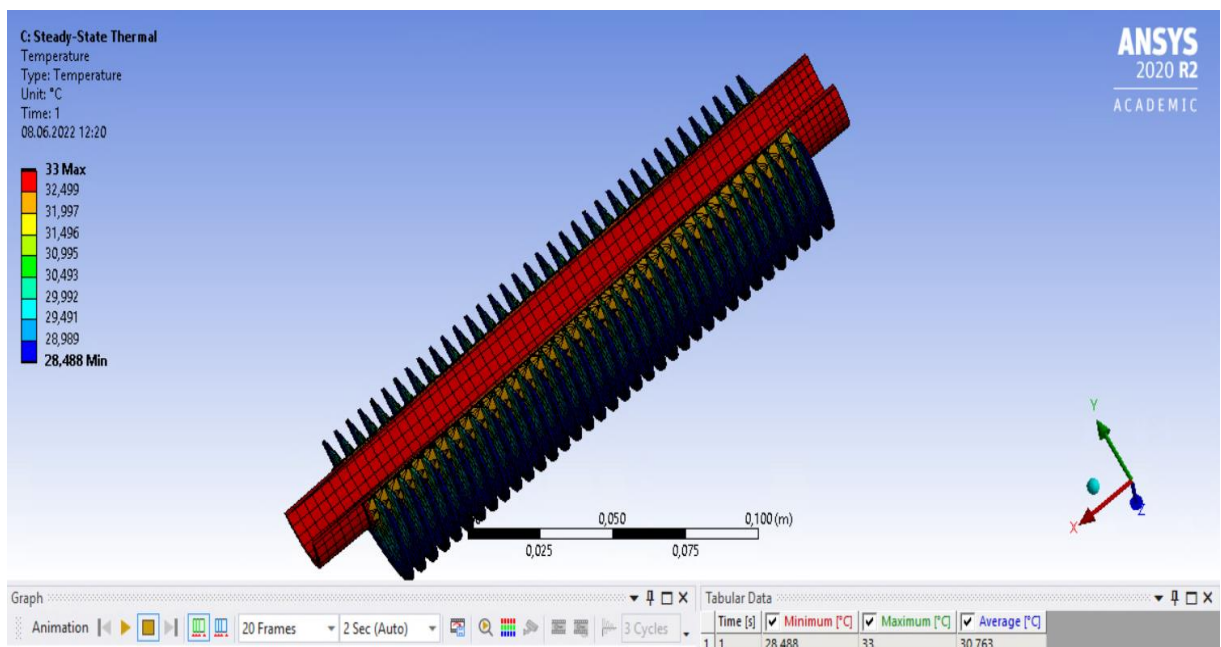 C: Steady-State Thermal
Temperature
Type: Temperature
Unit: °C
Time: 1
08.06.2022 12:20
ANSYS
2020 R2
ACADEMIC
33 Max
32,499
31,997
31,496
30,995
30,493
29,992
29,491
28,989
28,488 Min
Y
X
Z
0,050
0,100 (m)
0,025
0,075
Graph
Animation
20 Frames
2 Sec (Auto)
3 Cycles
Tabular Data
Time [s] Minimum [°C] Maximum [°C] Average [°C]
1 1 28,488 33 30,763